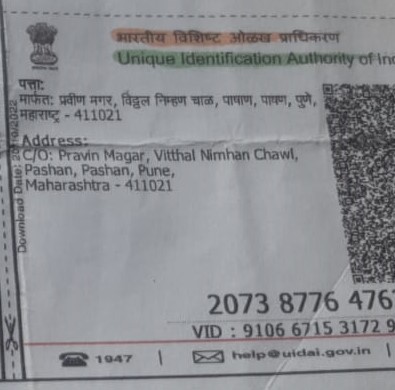 भारतीय विशिष्ट ओळख प्राधिकरण
Unique Identification Authority of Ind
पत्ता:
मार्फत: प्रवीण मगर, विठ्ठल निम्हण चाळ, पाषाण, पाषण, पुणे,
महाराष्ट्र - 411021
Address:
C/O: Pravin Magar, Vitthal Nimhan Chawl,
Pashan, Pashan, Pune,
Maharashtra - 411021
Download Date:
2073 8776 476
VID : 9106 6715 3172 9
1947 | help@uidai.gov.in |